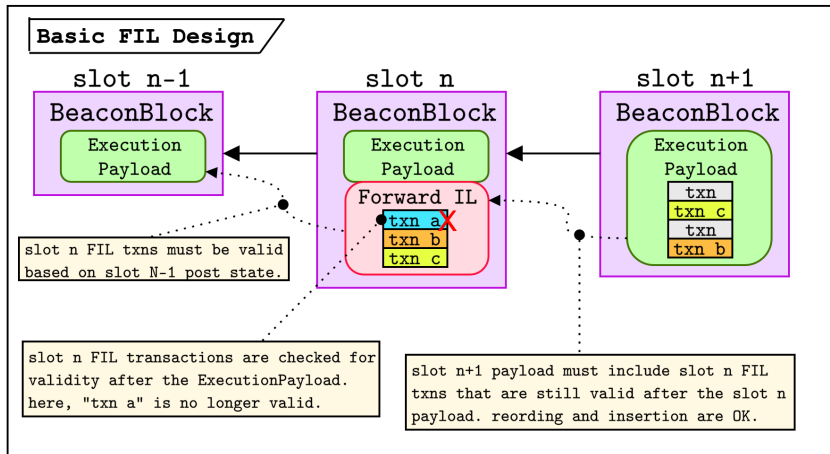 Basic FIL Design
slot n-1
slot n
slot n+1
BeaconBlock
BeaconBlock
BeaconBlock
Execution
Payload
Execution
Payload
Execution
Payload
Forward IL
txn a
txn b
txn c
X
txn
txn c
txn
txn b
slot n FIL txns must be valid
based on slot N-1 post state.
slot n FIL transactions are checked for
validity after the ExecutionPayload.
here, "txn a" is no longer valid.
slot n+1 payload must include slot n FIL
txns that are still valid after the slot n
payload. reording and insertion are OK.